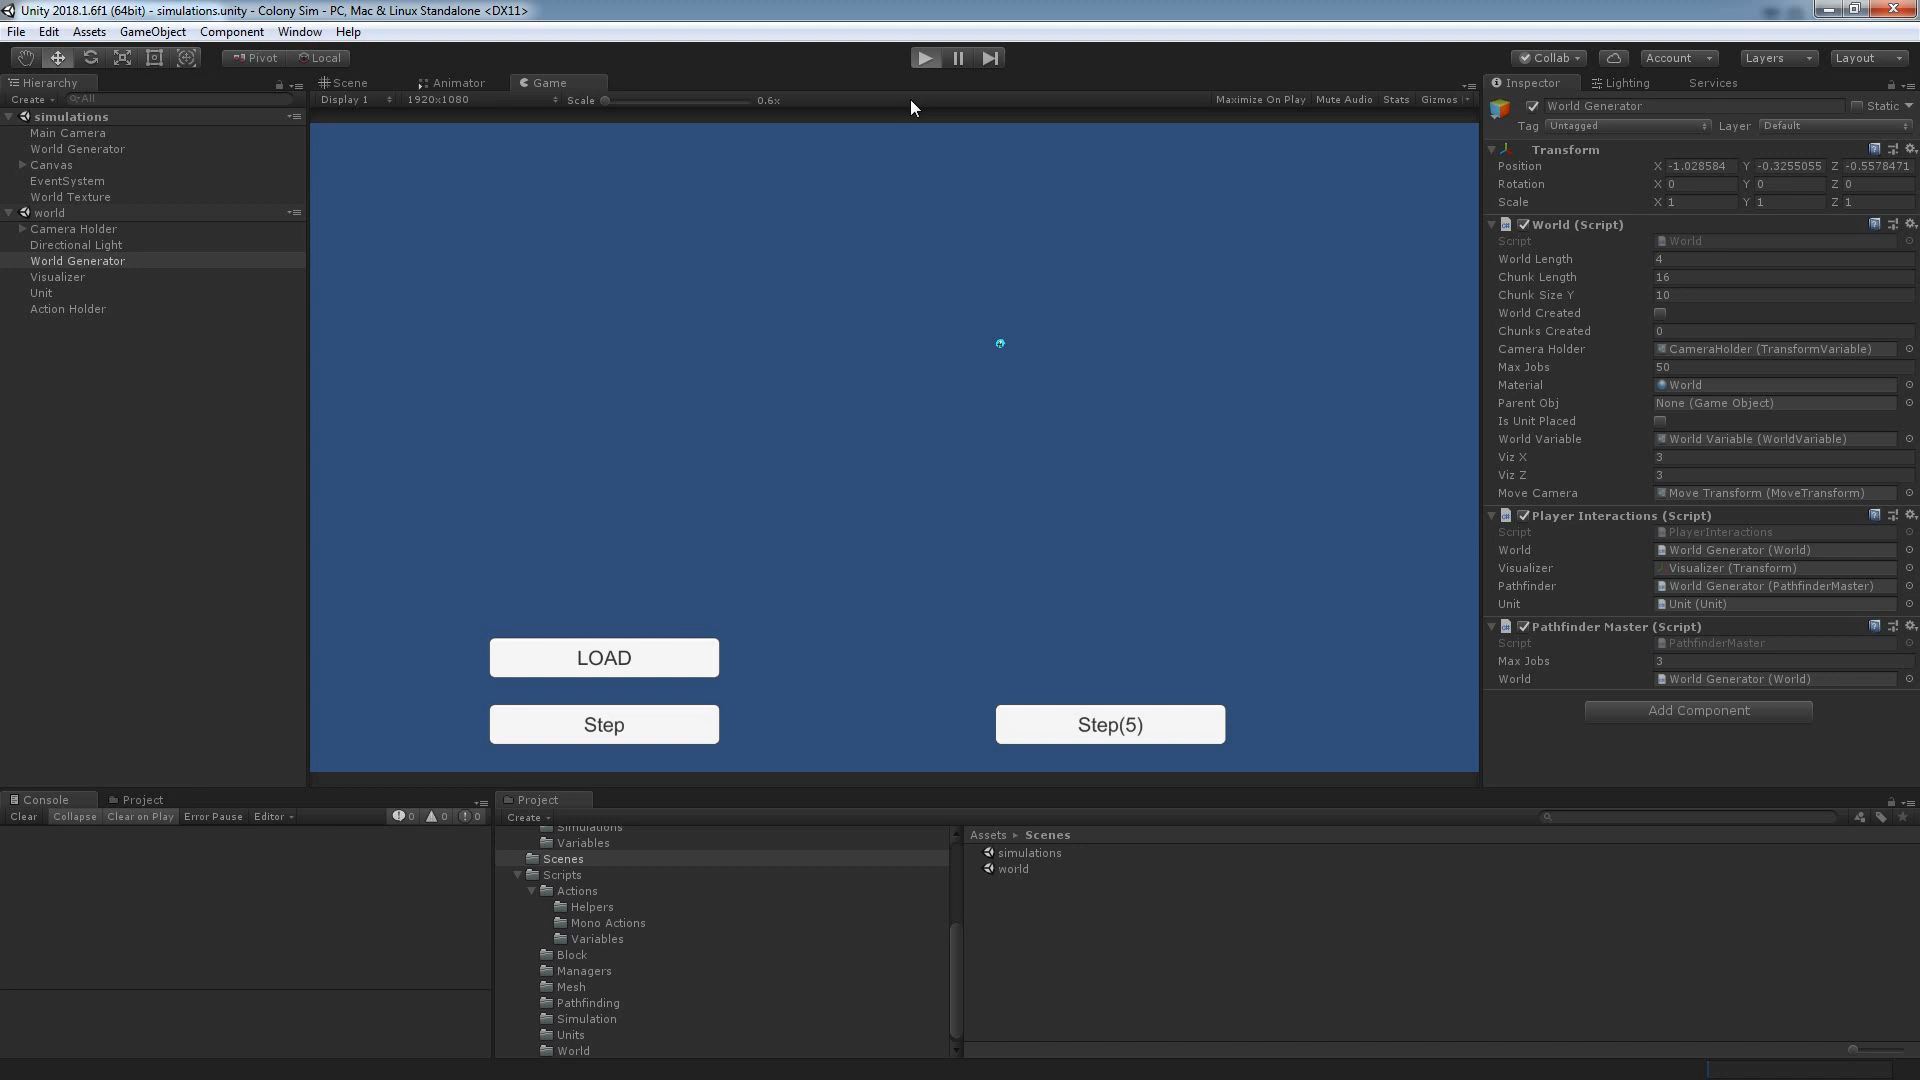 Unity 2018.1.6f1 (64bit) - simulations.unity - Colony Sim - PC, Mac & Linux Standalone <DX11>
File Edit Assets GameObject Component Window Help
Pivot Local Collab Account Layers Layout
Hierarchy
Create All
simulations
Main Camera
World Generator
Canvas
EventSystem
World Texture
world
Camera Holder
Directional Light
World Generator
Visualizer
Unit
Action Holder
Scene Animator Game
Display 1 1920x1080 Scale 0.6x Maximize On Play Mute Audio Stats Gizmos
LOAD
Step Step(5)
Inspector Lighting Services
World Generator Static
Tag Untagged Layer Default
Transform
Position X -1.028584 Y -0.3255055 Z -0.5578471
Rotation X 0 Y 0 Z 0
Scale X 1 Y 1 Z 1
World (Script)
Script World
World Length 4
Chunk Length 16
Chunk Size Y 10
World Created
Chunks Created 0
Camera Holder CameraHolder (TransformVariable)
Max Jobs 50
Material World
Parent Obj None (Game Object)
Is Unit Placed
World Variable World Variable (WorldVariable)
Viz X 3
Viz Z 3
Move Camera Move Transform (MoveTransform)
Player Interactions (Script)
Script PlayerInteractions
World World Generator (World)
Visualizer Visualizer (Transform)
Pathfinder World Generator (PathfinderMaster)
Unit Unit (Unit)
Pathfinder Master (Script)
Script PathfinderMaster
Max Jobs 3
World World Generator (World)
Add Component
Console Project
Clear Collapse Clear on Play Error Pause Editor 0 0 0
Project
Create
Simulations
Variables
Scenes
Scripts
Actions
Helpers
Mono Actions
Variables
Block
Managers
Mesh
Pathfinding
Simulation
Units
World
Assets Scenes
simulations
world